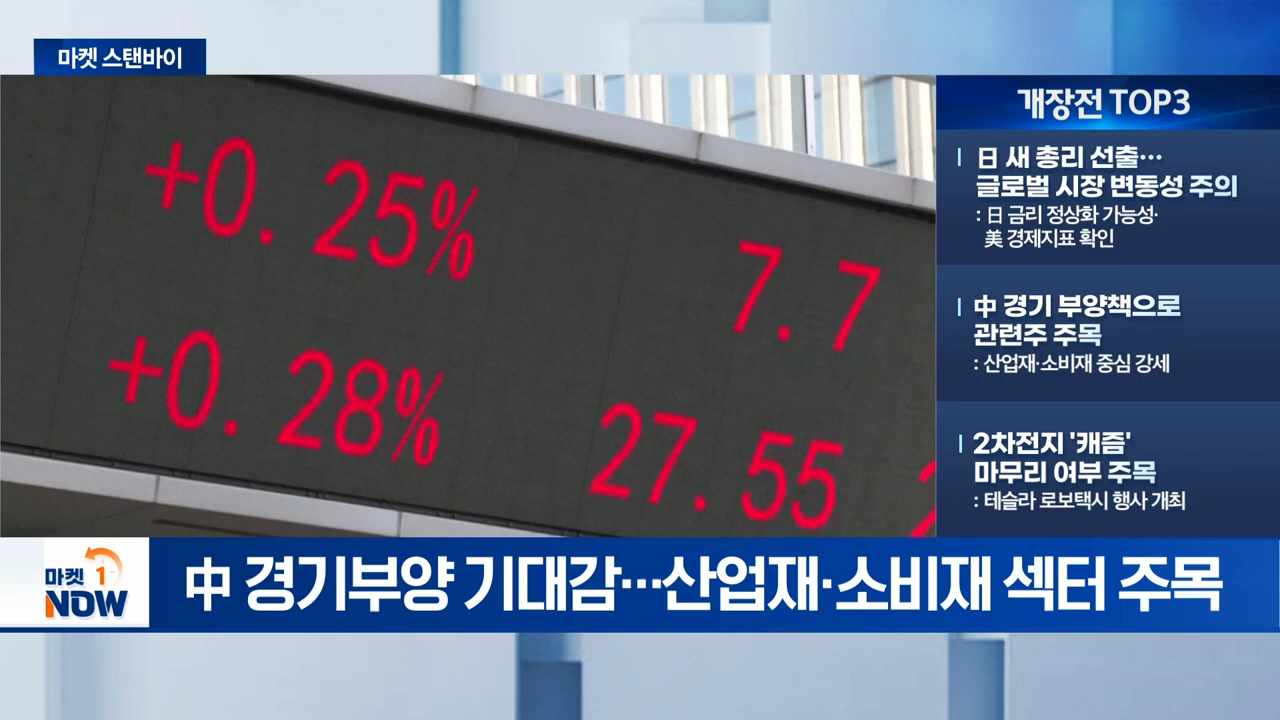 마켓 스탠바이
+0. 25%
7. 7
+0. 28%
27. 55
개장전 TOP3
日 새 총리 선출…
글로벌 시장 변동성 주의
: 日 금리 정상화 가능성·
美 경제지표 확인
中 경기 부양책으로
관련주 주목
: 산업재·소비재 중심 강세
2차전지 '캐즘'
마무리 여부 주목
: 테슬라 로보택시 행사 개최
마켓 1
NOW
中 경기부양 기대감…산업재·소비재 섹터 주목